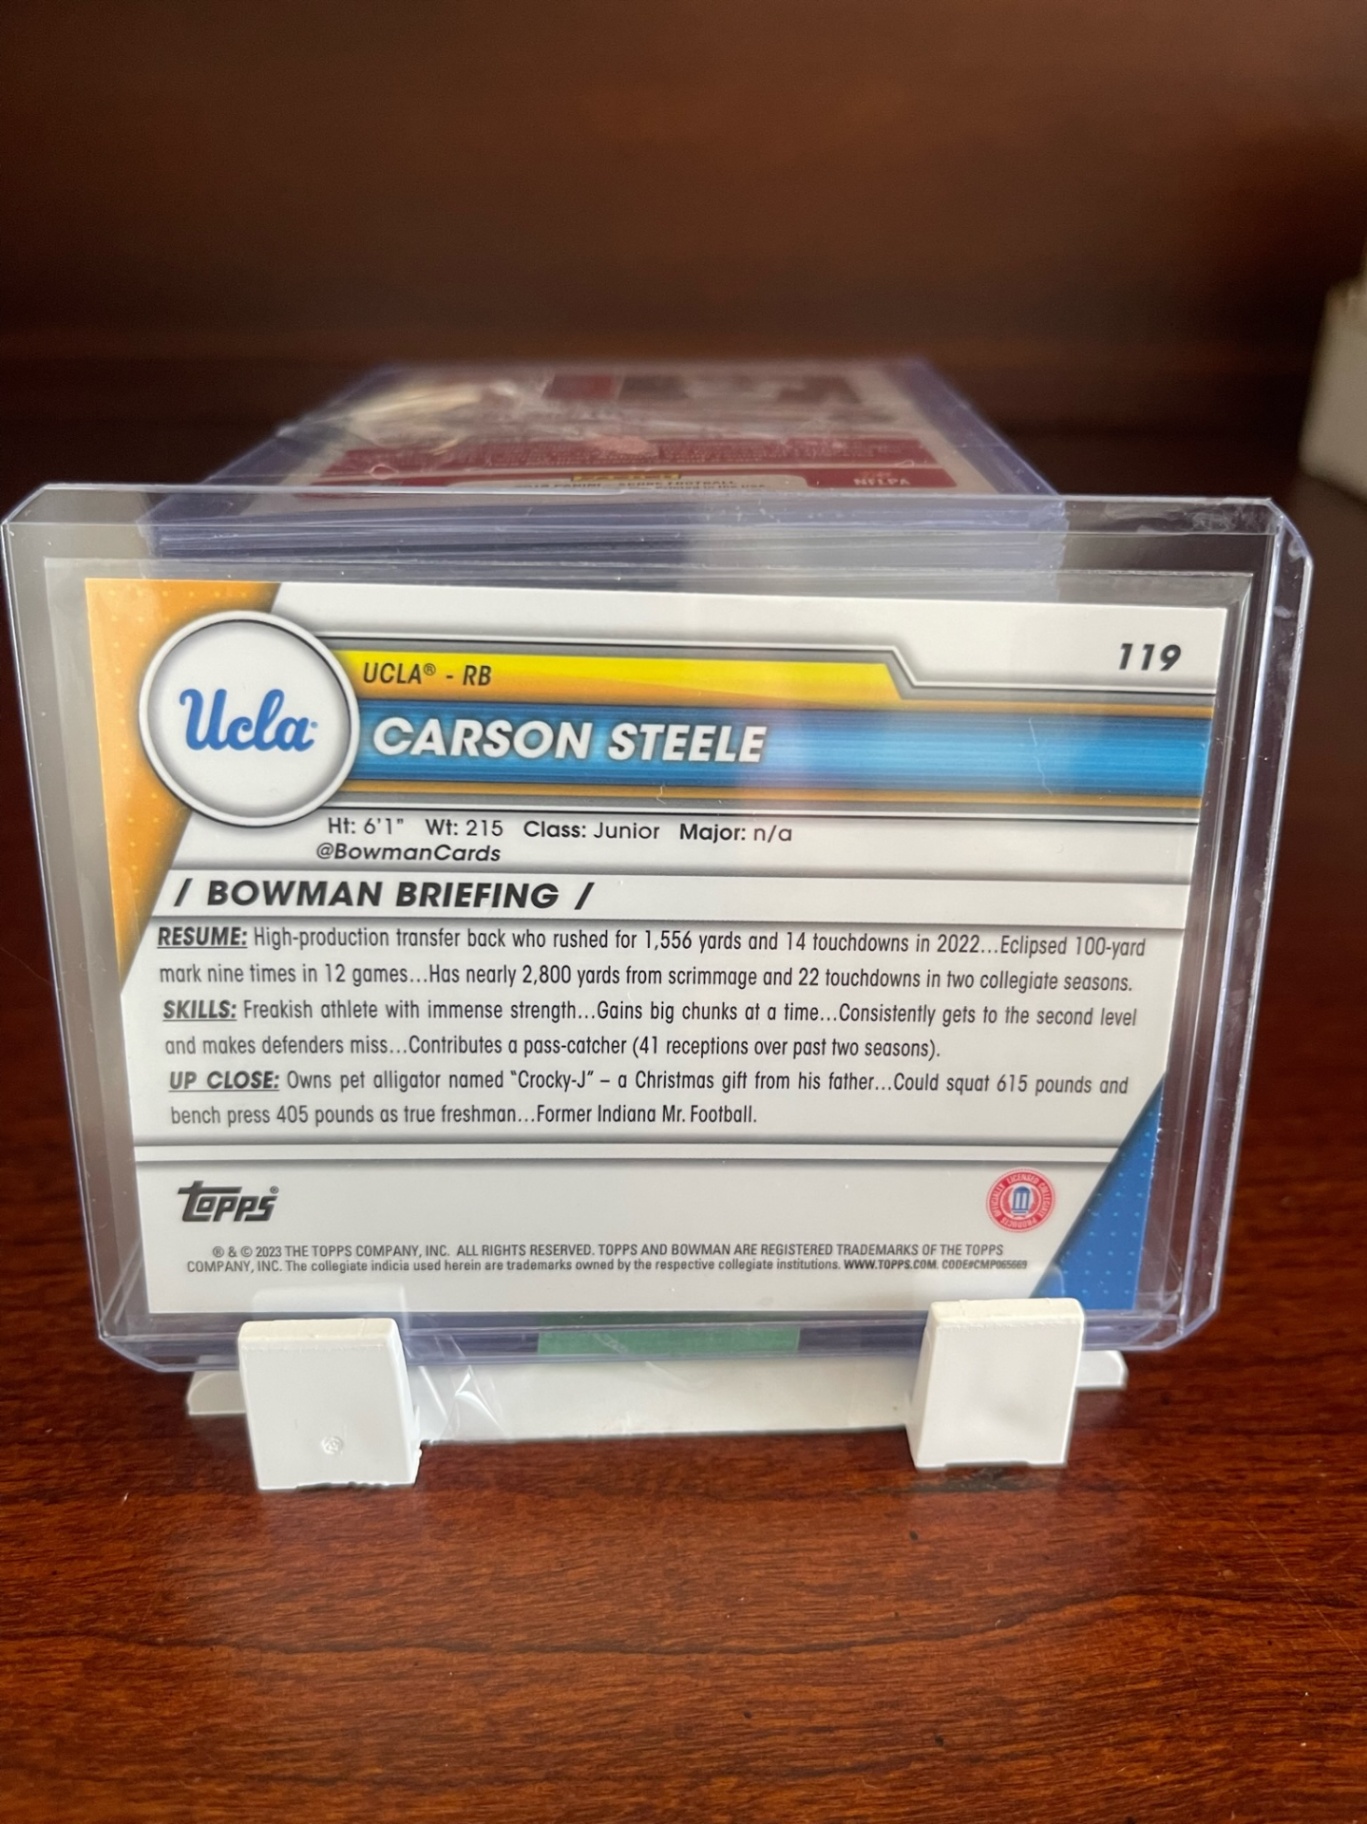 PANINI
NFLPA
119
UCLA® - RB
Ucla
CARSON STEELE
Ht: 6'1" Wt: 215 Class: Junior Major: n/a
@BowmanCards
/ BOWMAN BRIEFING /
RESUME: High-production transfer back who rushed for 1,556 yards and 14 touchdowns in 2022...Eclipsed 100-yard
mark nine times in 12 games...Has nearly 2,800 yards from scrimmage and 22 touchdowns in two collegiate seasons.
SKILLS: Freakish athlete with immense strength...Gains big chunks at a time...Consistently gets to the second level
and makes defenders miss...Contributes a pass-catcher (41 receptions over past two seasons).
UP CLOSE: Owns pet alligator named "Crocky-J" – a Christmas gift from his father...Could squat 615 pounds and
bench press 405 pounds as true freshman...Former Indiana Mr. Football.
Topps®
OFFICIALLY LICENSED COLLEGIATE PRODUCTS
® & © 2023 THE TOPPS COMPANY, INC. ALL RIGHTS RESERVED. TOPPS AND BOWMAN ARE REGISTERED TRADEMARKS OF THE TOPPS
COMPANY, INC. The collegiate indicia used herein are trademarks owned by the respective collegiate institutions. WWW.TOPPS.COM. CODE#CMP065669